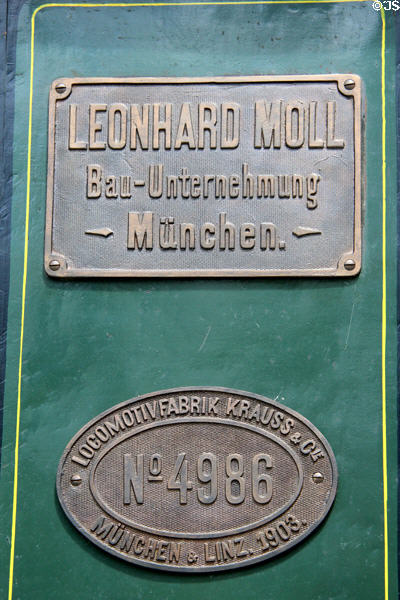 ©JS
LEONHARD MOLL
Bau-Unternehmung
München.
LOCOMOTIVFABRIK KRAUSS & Cie
No 4986
MÜNCHEN & LINZ. 1903.